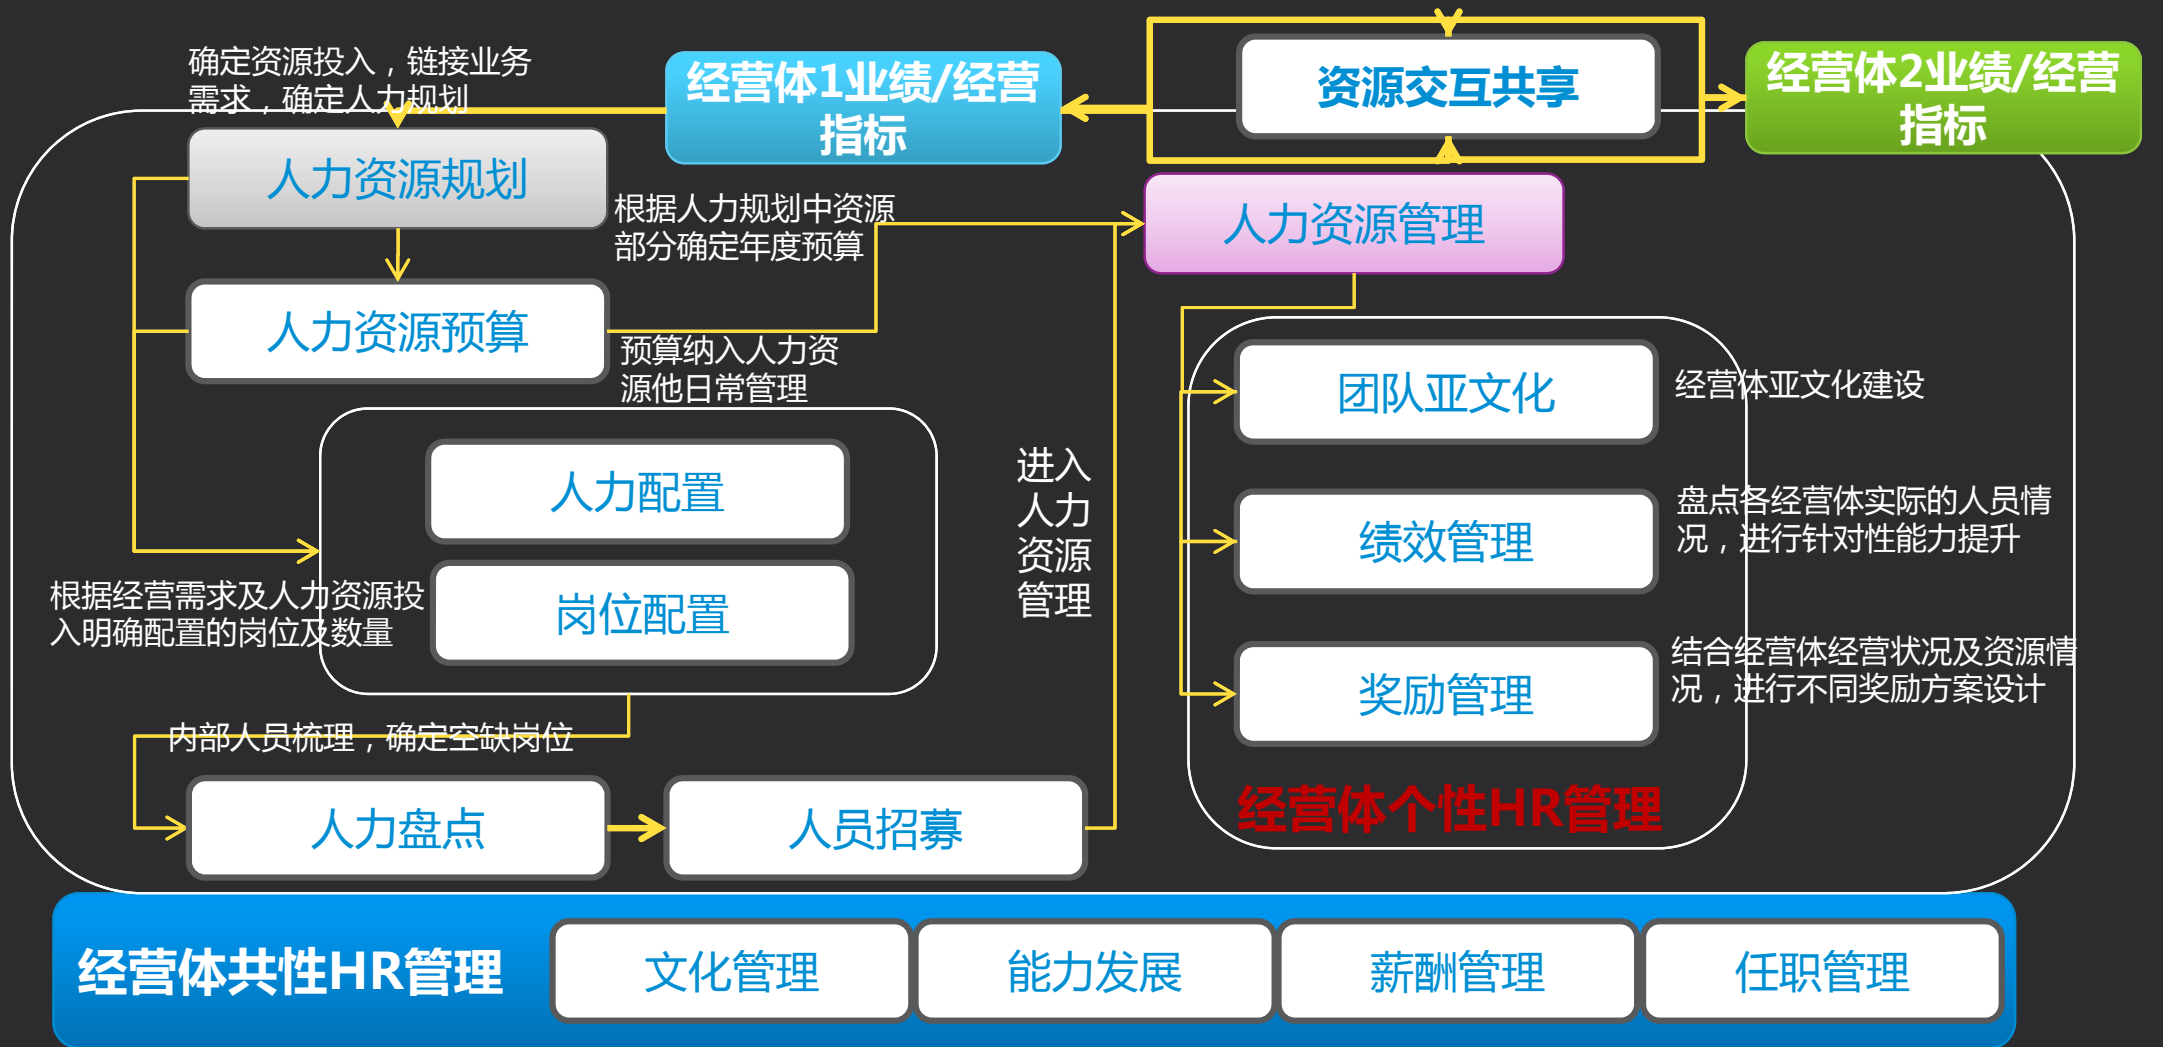 确定资源投入，链接业务
需求，确定人力规划
经营体1业绩/经营
指标
资源交互共享
经营体2业绩/经营
指标
人力资源规划
根据人力规划中资源
部分确定年度预算
人力资源管理
人力资源预算
预算纳入人力资
源他日常管理
团队亚文化
经营体亚文化建设
人力配置
进入
人力
资源
管理
绩效管理
盘点各经营体实际的人员情
况，进行针对性能力提升
岗位配置
根据经营需求及人力资源投
入明确配置的岗位及数量
奖励管理
结合经营体经营状况及资源情
况，进行不同奖励方案设计
内部人员梳理，确定空缺岗位
人力盘点
人员招募
经营体个性HR管理
经营体共性HR管理
文化管理
能力发展
薪酬管理
任职管理